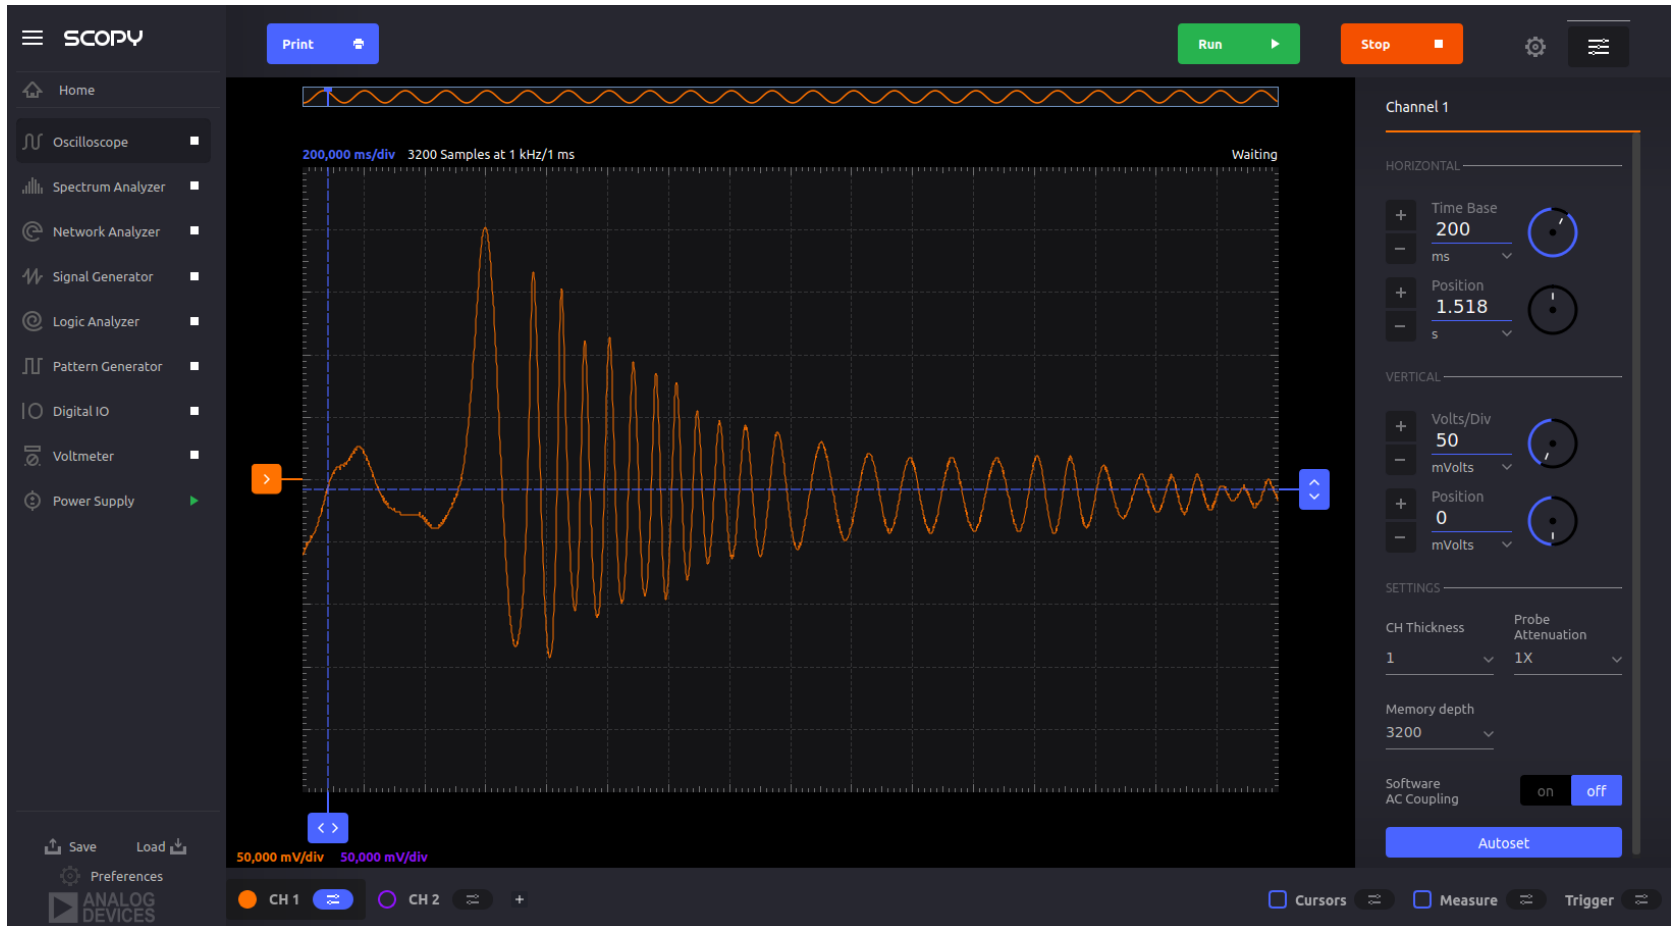 SCOPY
Print
Run
Stop
Home
Oscilloscope
Spectrum Analyzer
Network Analyzer
Signal Generator
Logic Analyzer
Pattern Generator
Digital IO
Voltmeter
Power Supply
Save Load
Preferences
ANALOG
DEVICES
200,000 ms/div 3200 Samples at 1 kHz/1 ms Waiting
50,000 mV/div 50,000 mV/div
CH 1 CH 2 +
Cursors Measure Trigger
Channel 1
HORIZONTAL
Time Base
+ 200
- ms
Position
+ 1.518
- s
VERTICAL
Volts/Div
+ 50
- mVolts
Position
+ 0
- mVolts
SETTINGS
CH Thickness
1
Probe
Attenuation
1X
Memory depth
3200
Software
AC Coupling
on off
Autoset